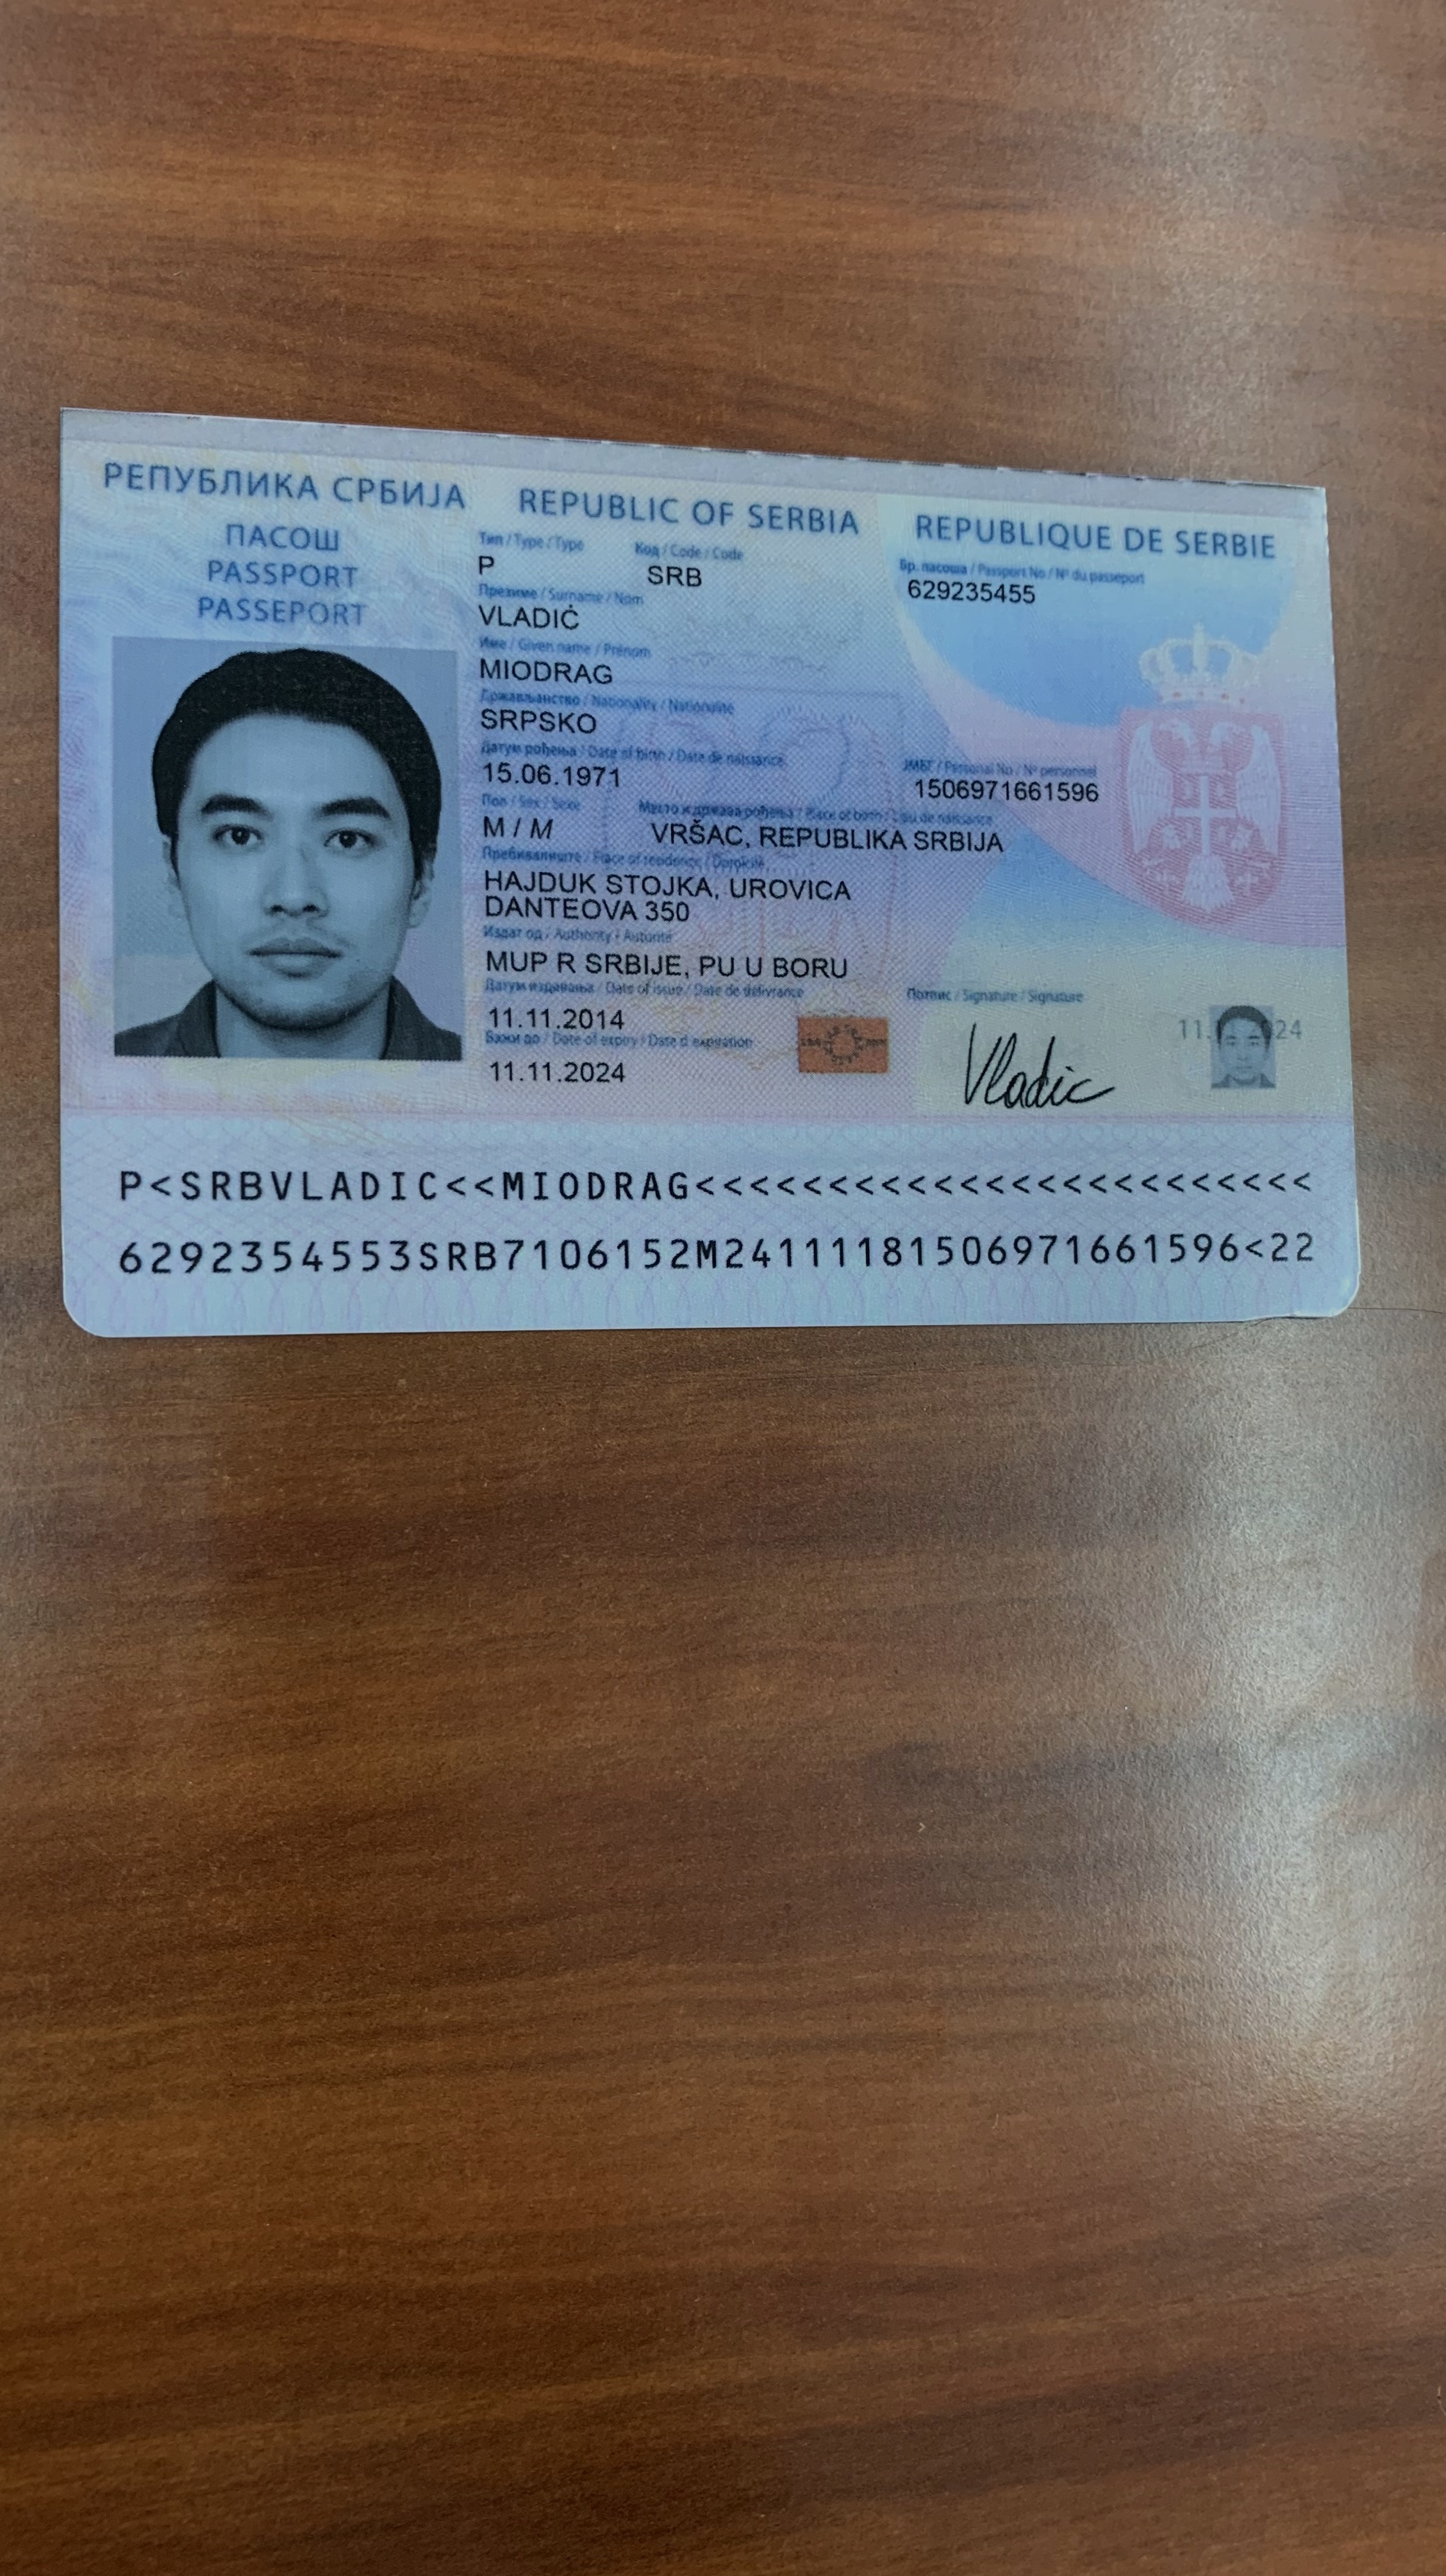 РЕПУБЛИКА СРБИЈА REPUBLIC OF SERBIA REPUBLIQUE DE SERBIE
ПАСОШ
PASSPORT
PASSEPORT
Тип / Type / Type Код / Code / Code Бр. пасоша / Passport No / Nº du passeport
P SRB 629235455
Презиме / Surname / Nom
VLADIĆ
Име / Given name / Prénom
MIODRAG
Држављанство / Nationality / Nationalité
SRPSKO
Датум рођења / Date of birth / Date de naissance ЈМБГ / Personal No / Nº personnel
15.06.1971 1506971661596
Пол / Sex / Sexe Место и држава рођења / Place of birth / Lieu de naissance
M / M VRŠAC, REPUBLIKA SRBIJA
Пребивалиште / Place of residence / Domicile
HAJDUK STOJKA, UROVICA
DANTEOVA 350
Издат од / Authority / Autorité
MUP R SRBIJE, PU U BORU
Датум издавања / Date of issue / Date de délivrance Потпис / Signature / Signature
11.11.2014
Важи до / Date of expiry / Date d expiration
11.11.2024 Vladic
P<SRBVLADIC<<MIODRAG<<<<<<<<<<<<<<<<<<<<<<<<
6292354553SRB7106152M24111181506971661596<22